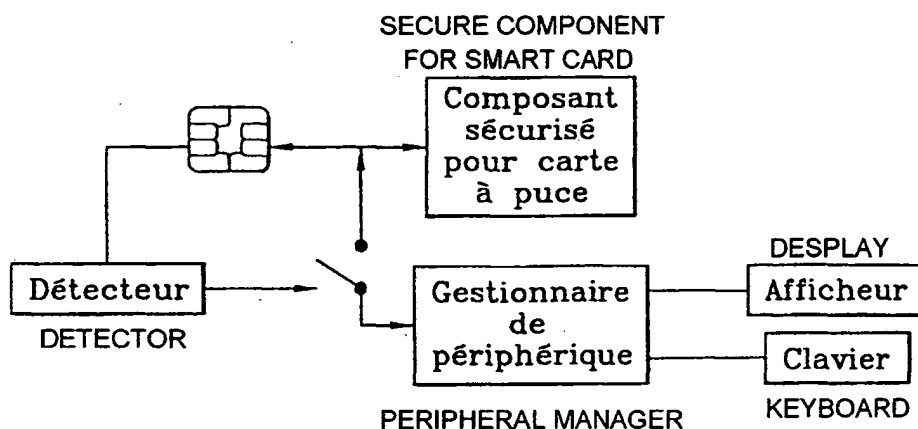 SECURE COMPONENT
FOR SMART CARD
Composant
sécurisé
pour carte
à puce
Détecteur
DETECTOR
Gestionnaire
de
périphérique
PERIPHERAL MANAGER
DESPLAY
Afficheur
Clavier
KEYBOARD